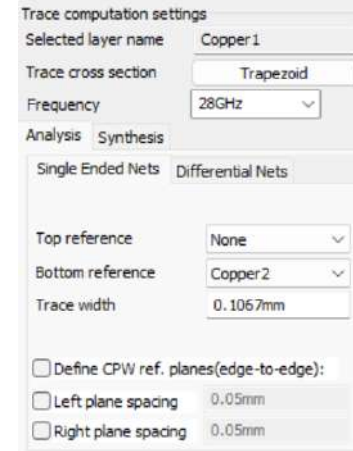 Trace computation settings
Selected layer name Copper1
Trace cross section Trapezoid
Frequency 28GHz
Analysis Synthesis
Single Ended Nets Differential Nets
Top reference None
Bottom reference Copper2
Trace width 0.1067mm
Define CPW ref. planes(edge-to-edge):
Left plane spacing 0.05mm
Right plane spacing 0.05mm